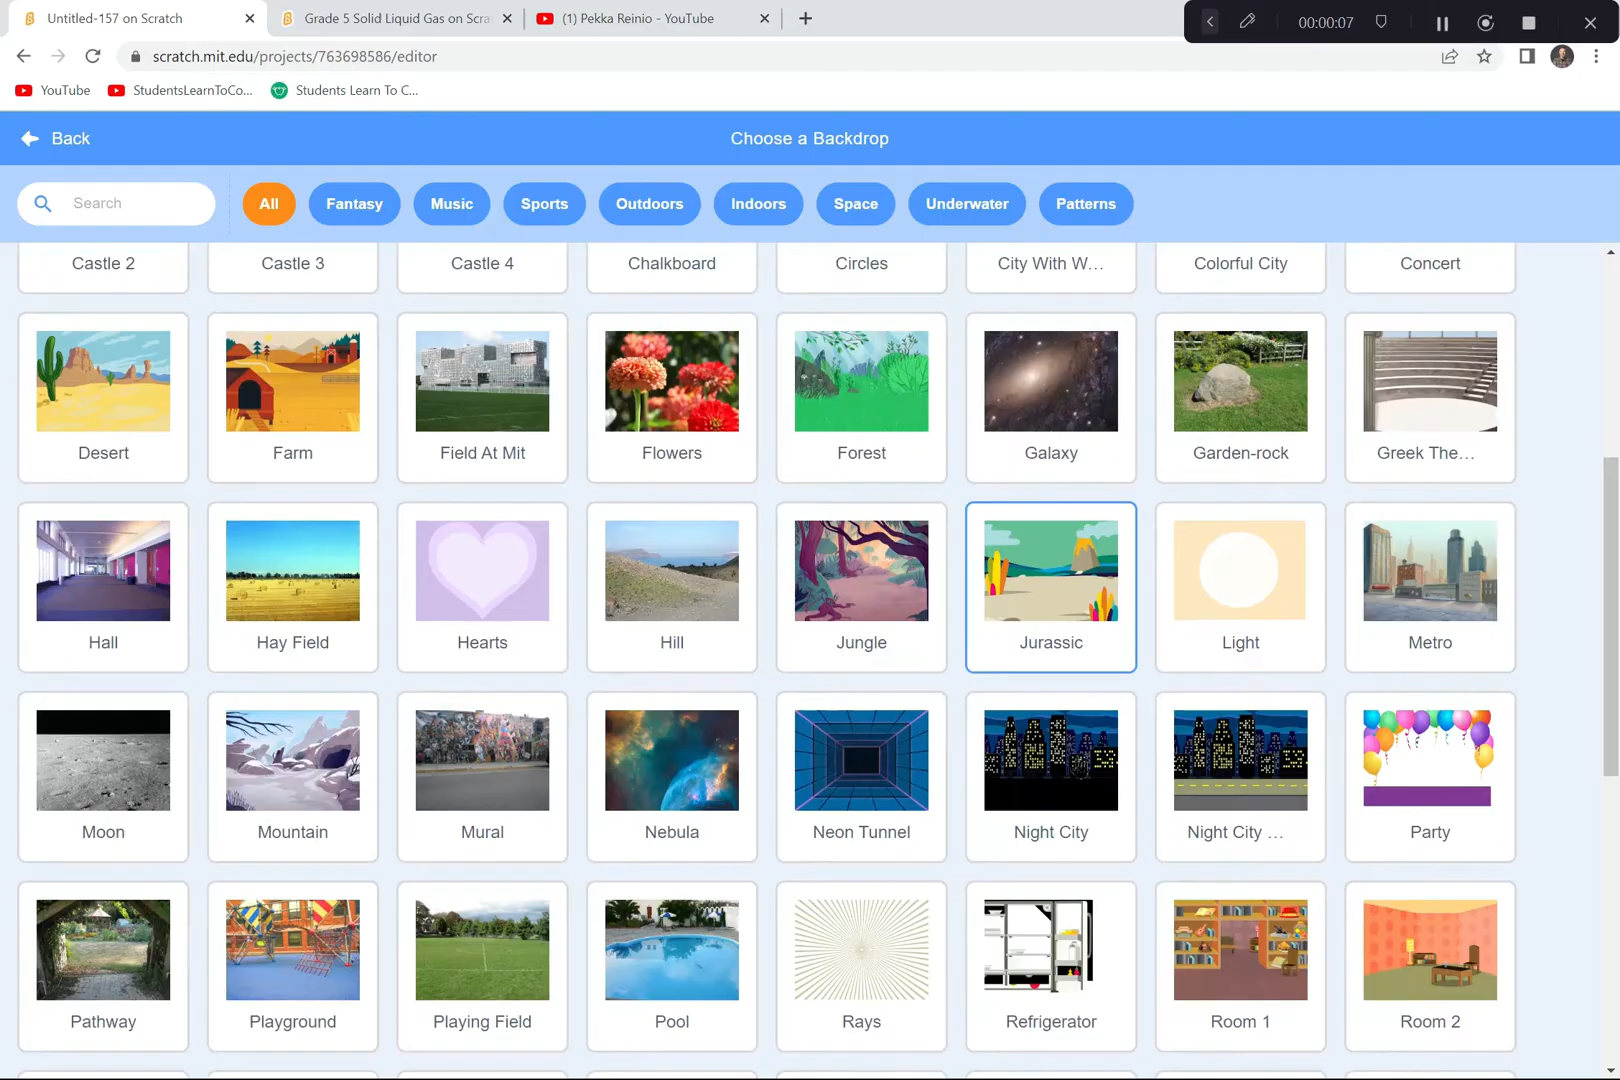 Untitled-157 on Scratch
Grade 5 Solid Liquid Gas on Scra
(1) Pekka Reinio - YouTube
00:00:07
scratch.mit.edu/projects/763698586/editor
YouTube
StudentsLearnToCo...
Students Learn To C...
Back
Choose a Backdrop
Search
All
Fantasy
Music
Sports
Outdoors
Indoors
Space
Underwater
Patterns
Castle 2
Castle 3
Castle 4
Chalkboard
Circles
City With W...
Colorful City
Concert
Desert
Farm
Field At Mit
Flowers
Forest
Galaxy
Garden-rock
Greek The...
Hall
Hay Field
Hearts
Hill
Jungle
Jurassic
Light
Metro
Moon
Mountain
Mural
Nebula
Neon Tunnel
Night City
Night City ...
Party
Pathway
Playground
Playing Field
Pool
Rays
Refrigerator
Room 1
Room 2